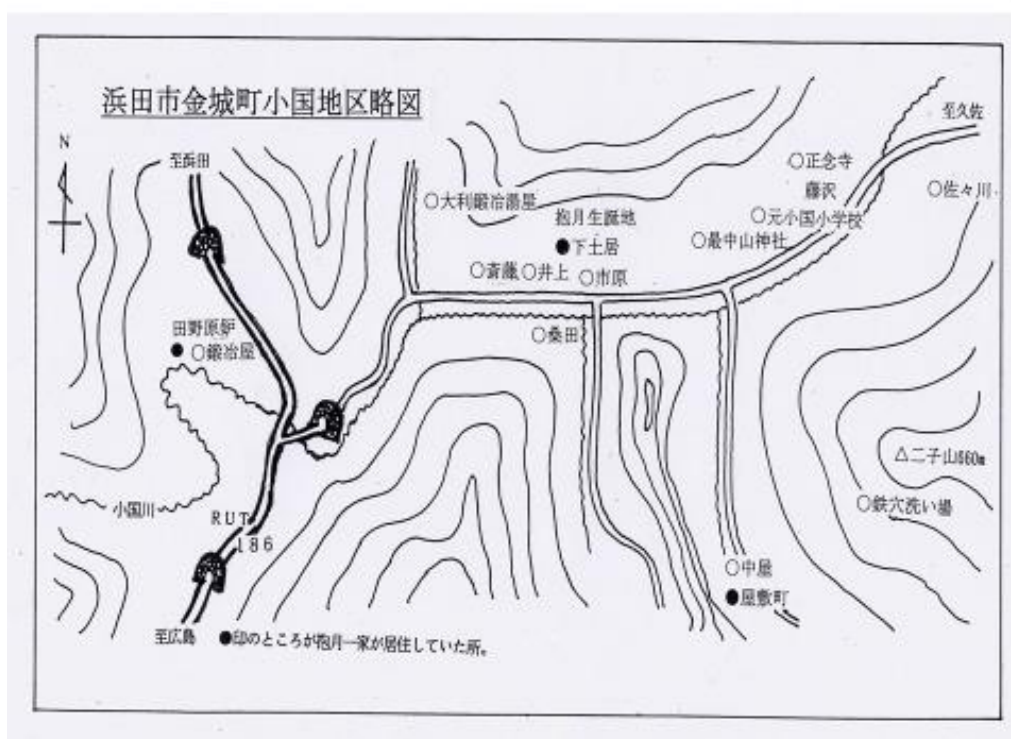 浜田市金城町小国地区略図
N
至浜田
至久佐
○正念寺
藤沢
○佐々川
○大利鍛冶湯屋
抱月生誕地
●下土居
○元小国小学校
○最中山神社
○斎藤 ○井上 ○市原
田野原炉
● ○鍛冶屋
○桑田
△二子山660m
小国川
○鉄穴洗い場
RUT
186
○中屋
●屋敷町
至広島
●印のところが抱月一家が居住していた所。